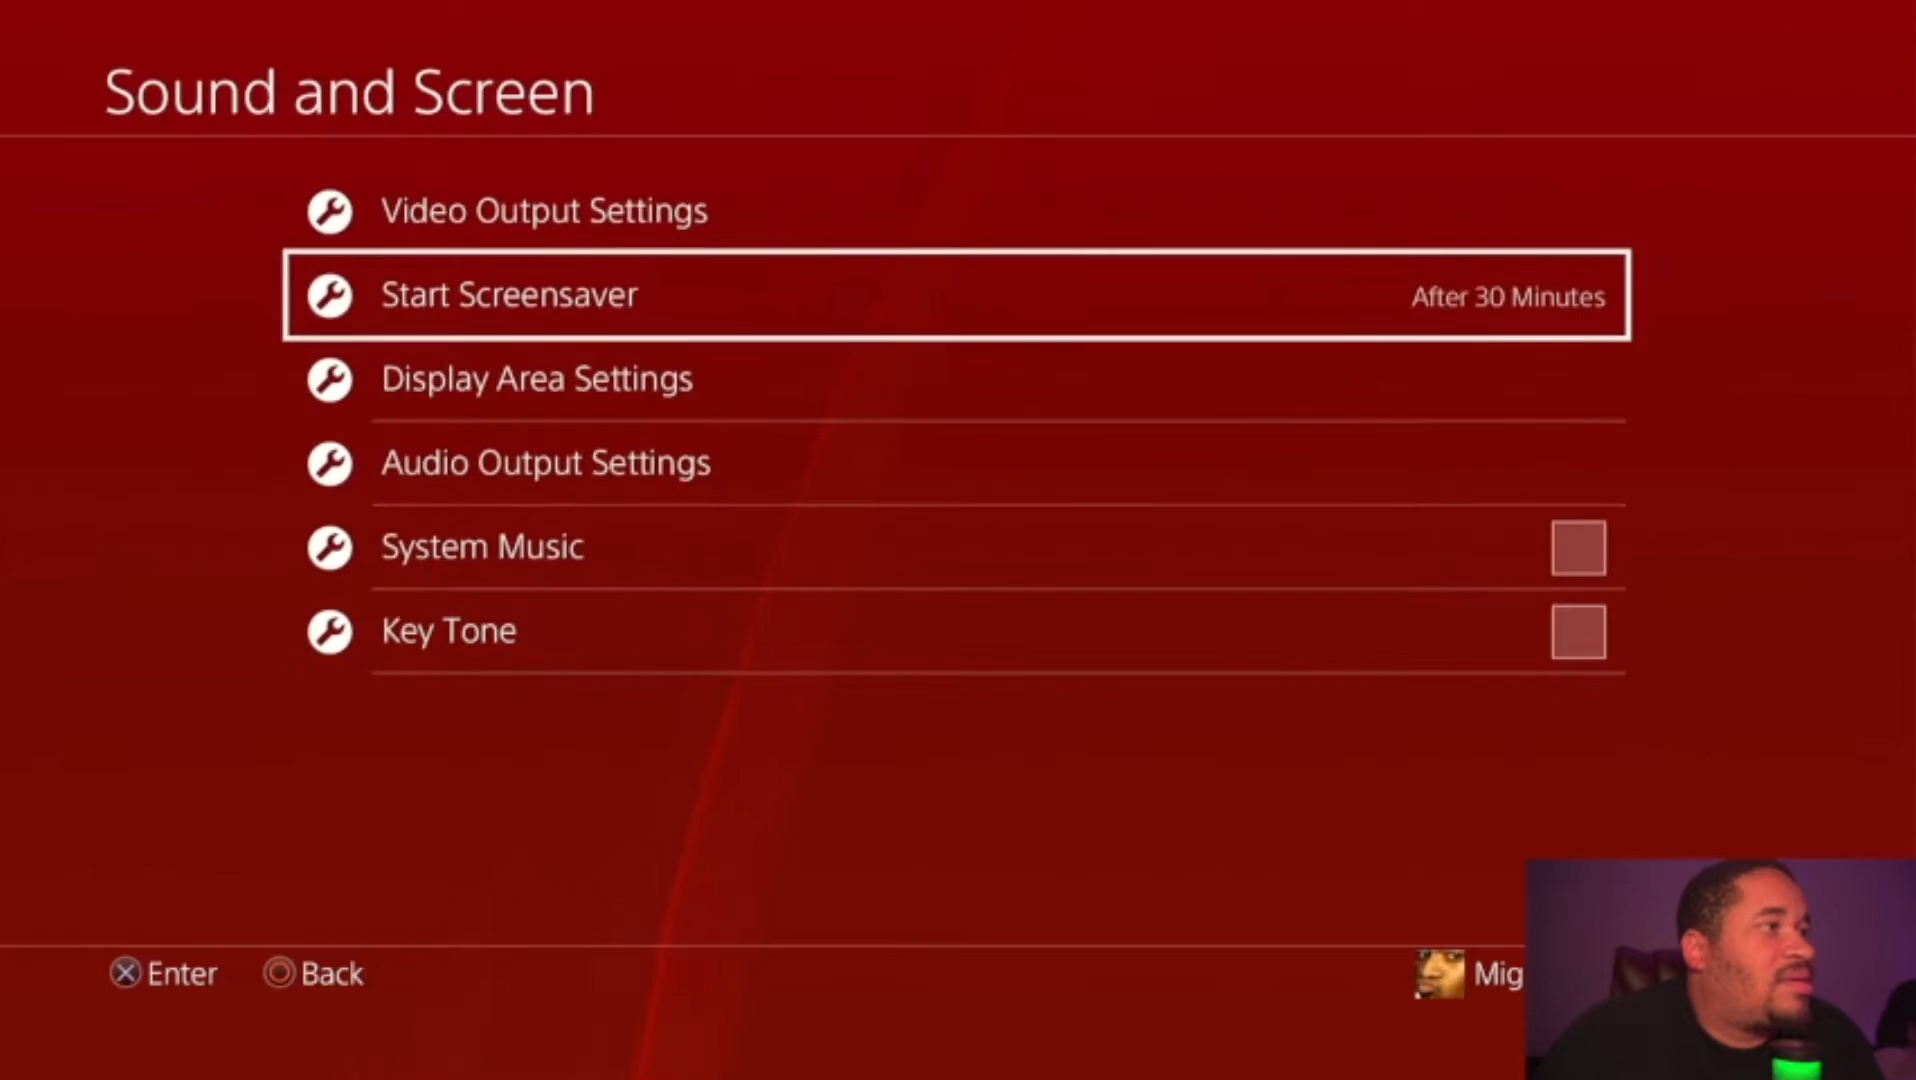 Sound and Screen
Video Output Settings
Start Screensaver After 30 Minutes
Display Area Settings
Audio Output Settings
System Music
Key Tone
Enter Back Mig